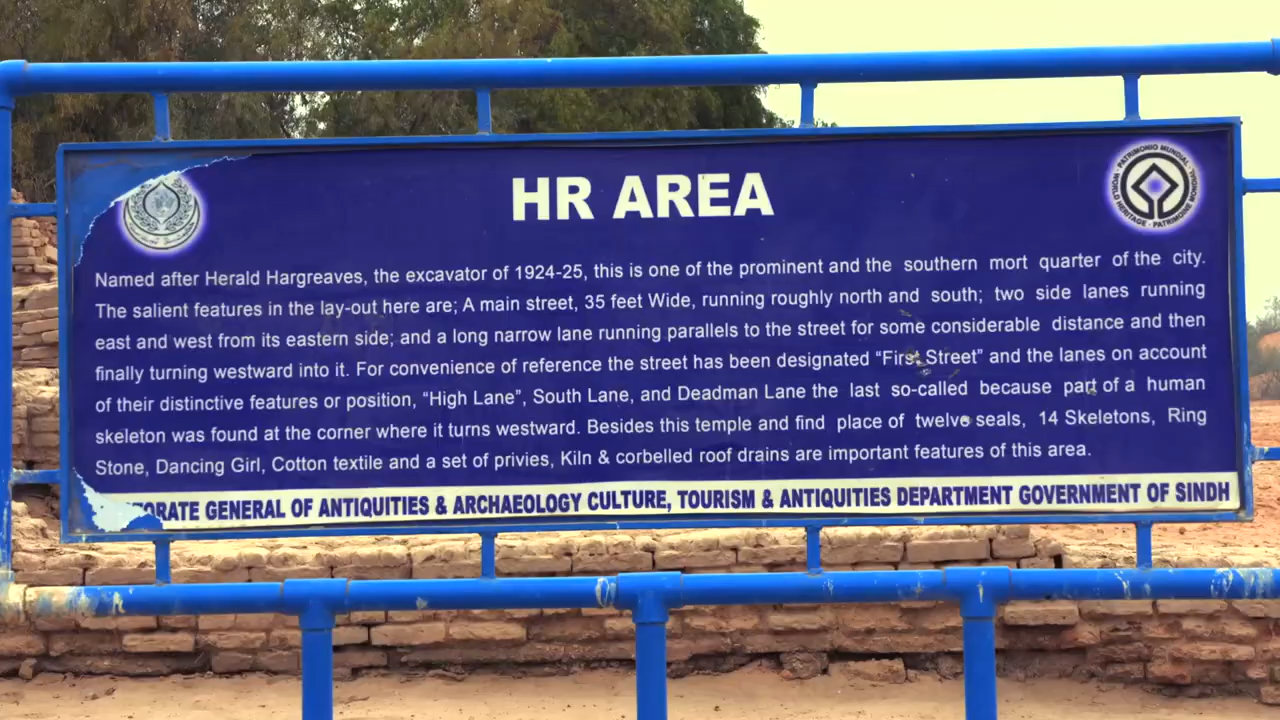 HR AREA
PATRIMONIO MUNDIAL · WORLD HERITAGE · PATRIMOINE MONDIAL
Named after Herald Hargreaves, the excavator of 1924-25, this is one of the prominent and the southern mort quarter of the city.
The salient features in the lay-out here are; A main street, 35 feet Wide, running roughly north and south; two side lanes running
east and west from its eastern side; and a long narrow lane running parallels to the street for some considerable distance and then
finally turning westward into it. For convenience of reference the street has been designated “First Street” and the lanes on account
of their distinctive features or position, “High Lane”, South Lane, and Deadman Lane the last so-called because part of a human
skeleton was found at the corner where it turns westward. Besides this temple and find place of twelve seals, 14 Skeletons, Ring
Stone, Dancing Girl, Cotton textile and a set of privies, Kiln & corbelled roof drains are important features of this area.
TORATE GENERAL OF ANTIQUITIES & ARCHAEOLOGY CULTURE, TOURISM & ANTIQUITIES DEPARTMENT GOVERNMENT OF SINDH